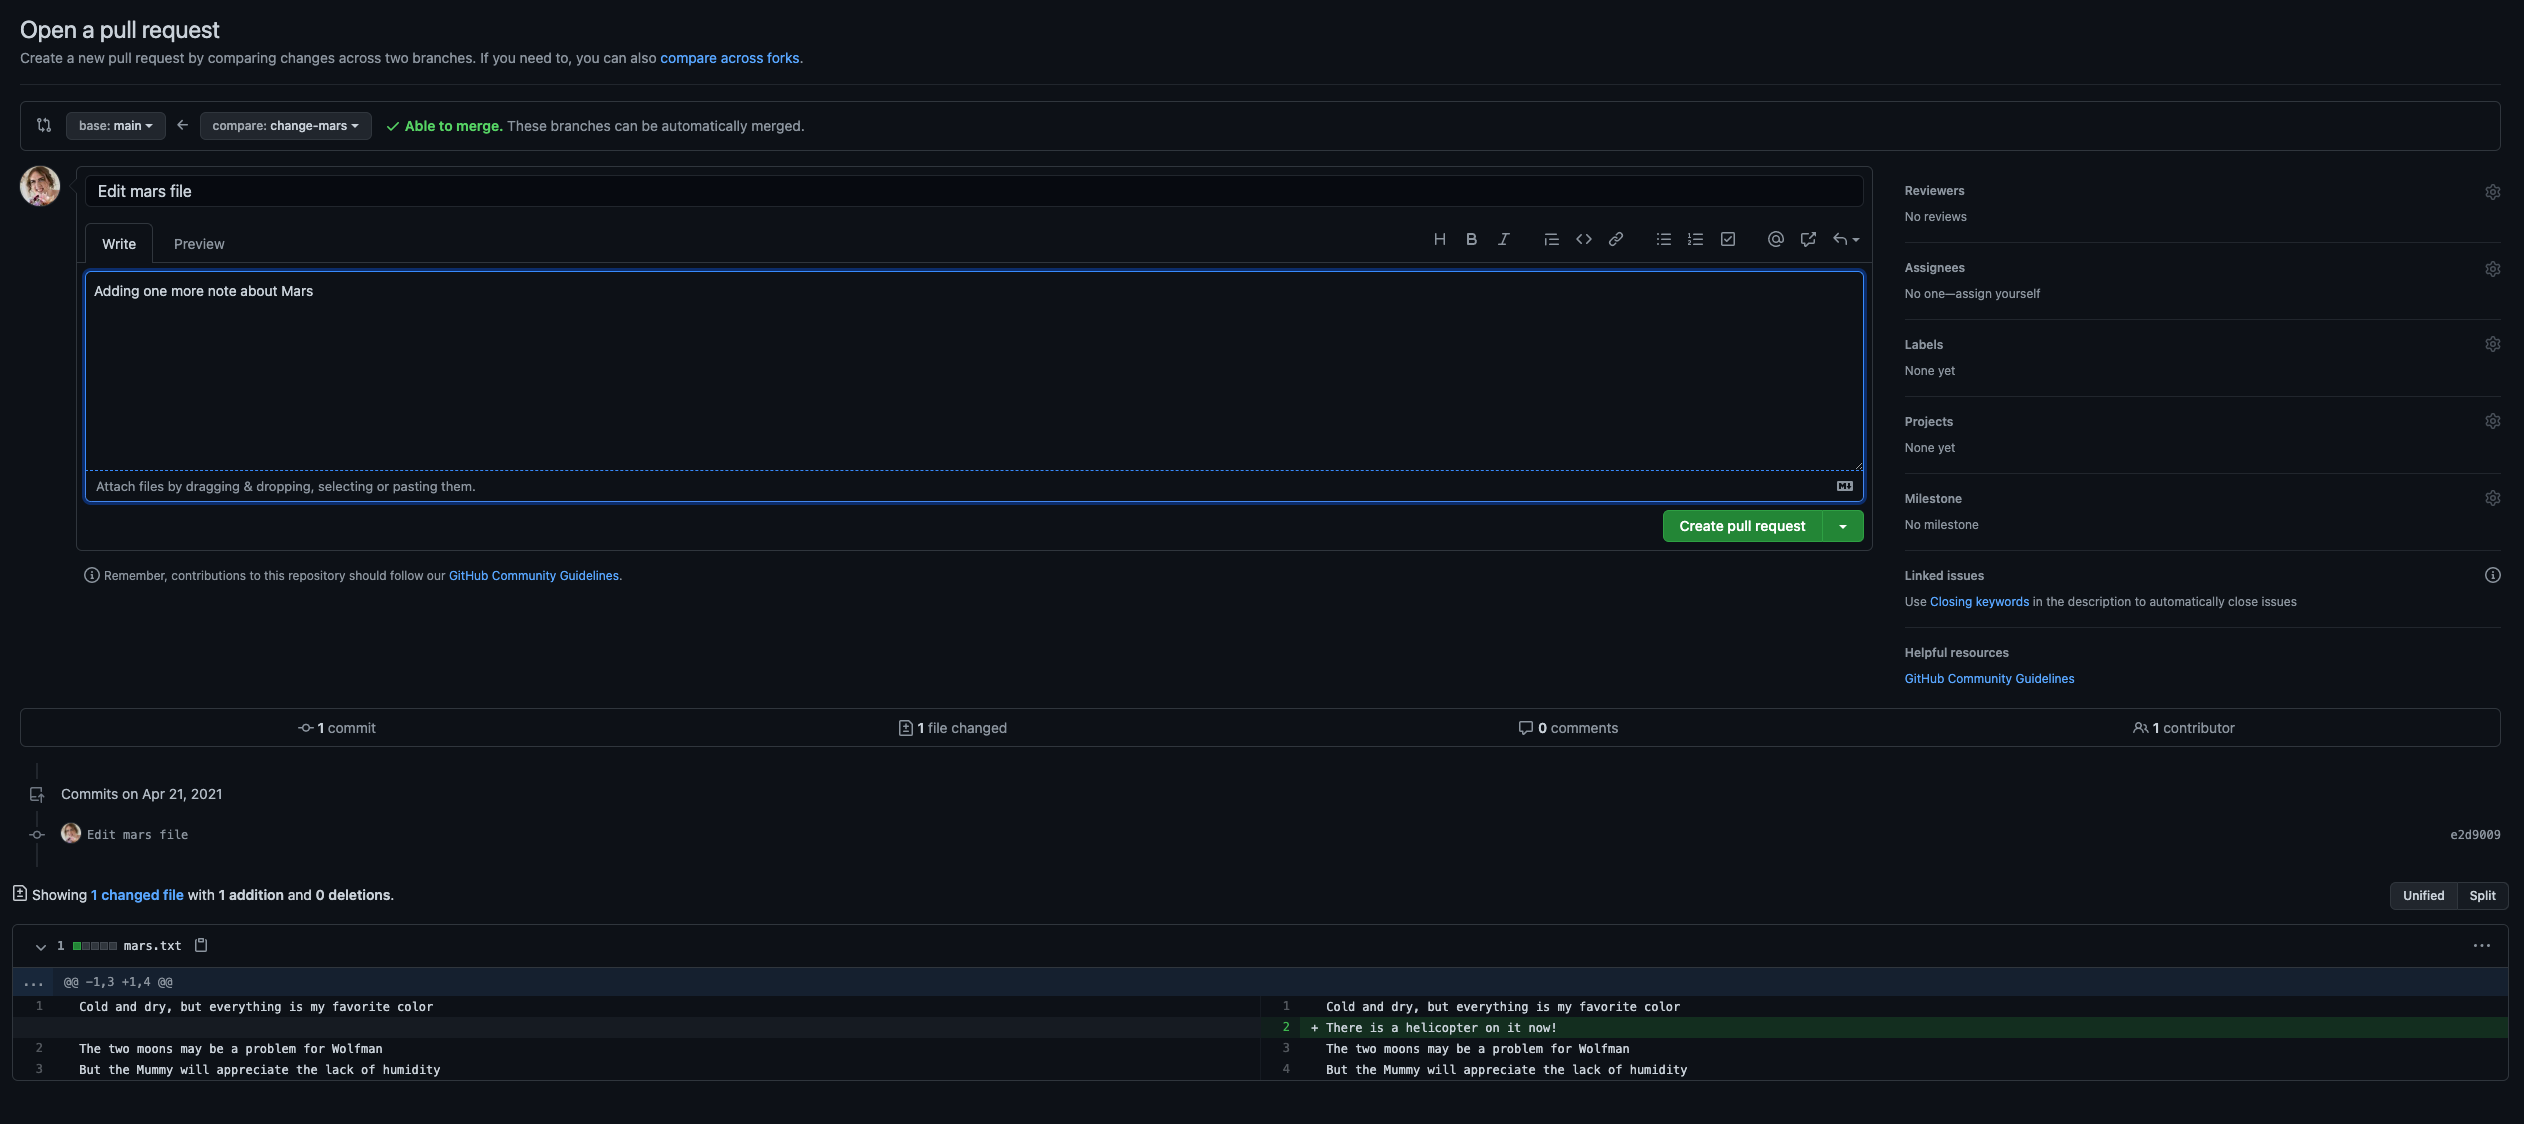 Open a pull request
Create a new pull request by comparing changes across two branches. If you need to, you can also compare across forks.
base: main
compare: change-mars
Able to merge. These branches can be automatically merged.
Edit mars file
Write
Preview
H B I
Adding one more note about Mars
Attach files by dragging & dropping, selecting or pasting them.
Create pull request
Remember, contributions to this repository should follow our GitHub Community Guidelines.
Reviewers
No reviews
Assignees
No one—assign yourself
Labels
None yet
Projects
None yet
Milestone
No milestone
Linked issues
Use Closing keywords in the description to automatically close issues
Helpful resources
GitHub Community Guidelines
1 commit
1 file changed
0 comments
1 contributor
Commits on Apr 21, 2021
Edit mars file
e2d9009
Showing 1 changed file with 1 addition and 0 deletions.
Unified
Split
1 mars.txt
... @@ -1,3 +1,4 @@
1 Cold and dry, but everything is my favorite color
2 The two moons may be a problem for Wolfman
3 But the Mummy will appreciate the lack of humidity
1 Cold and dry, but everything is my favorite color
2 + There is a helicopter on it now!
3 The two moons may be a problem for Wolfman
4 But the Mummy will appreciate the lack of humidity